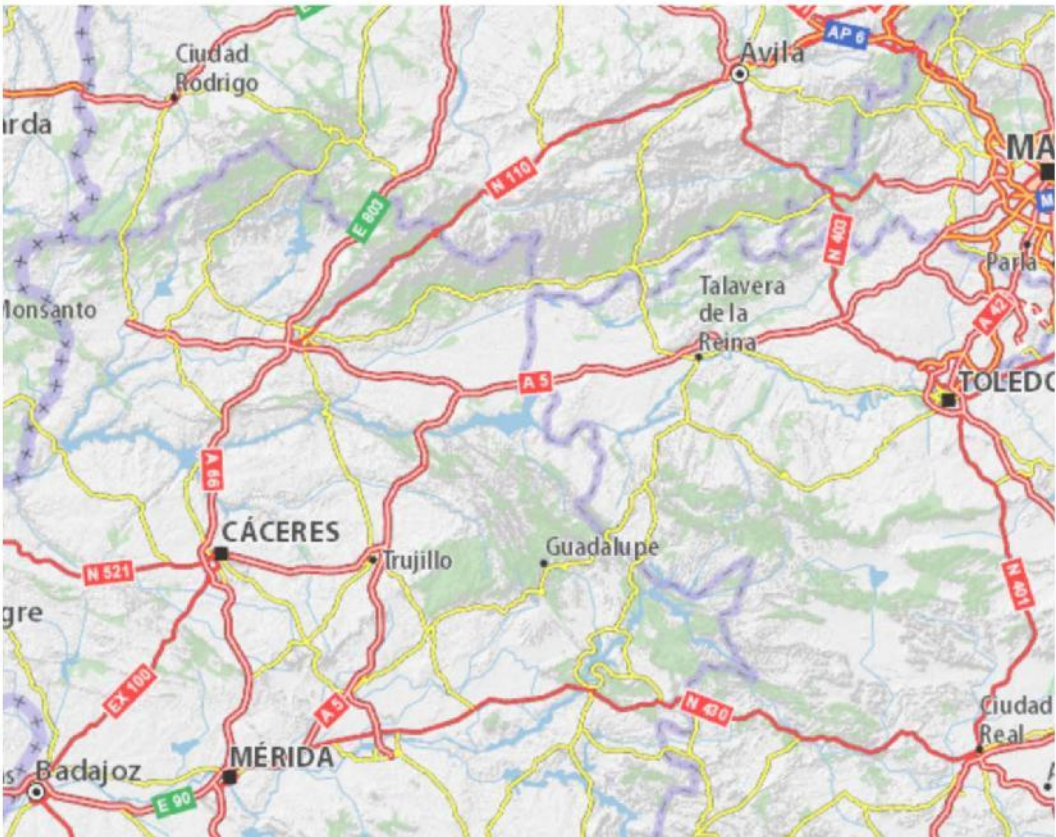 AP 6
Ávila
Ciudad
Rodrigo
arda
MA
N 110
M
E 803
N 403
Parla
Monsanto
Talavera
de la
Reina
A 42
A 5
TOLEDO
A 66
CÁCERES
Trujillo
Guadalupe
N 521
N 401
gre
EX 100
A 5
N 430
Ciudad
Real
MÉRIDA
Badajoz
E 90